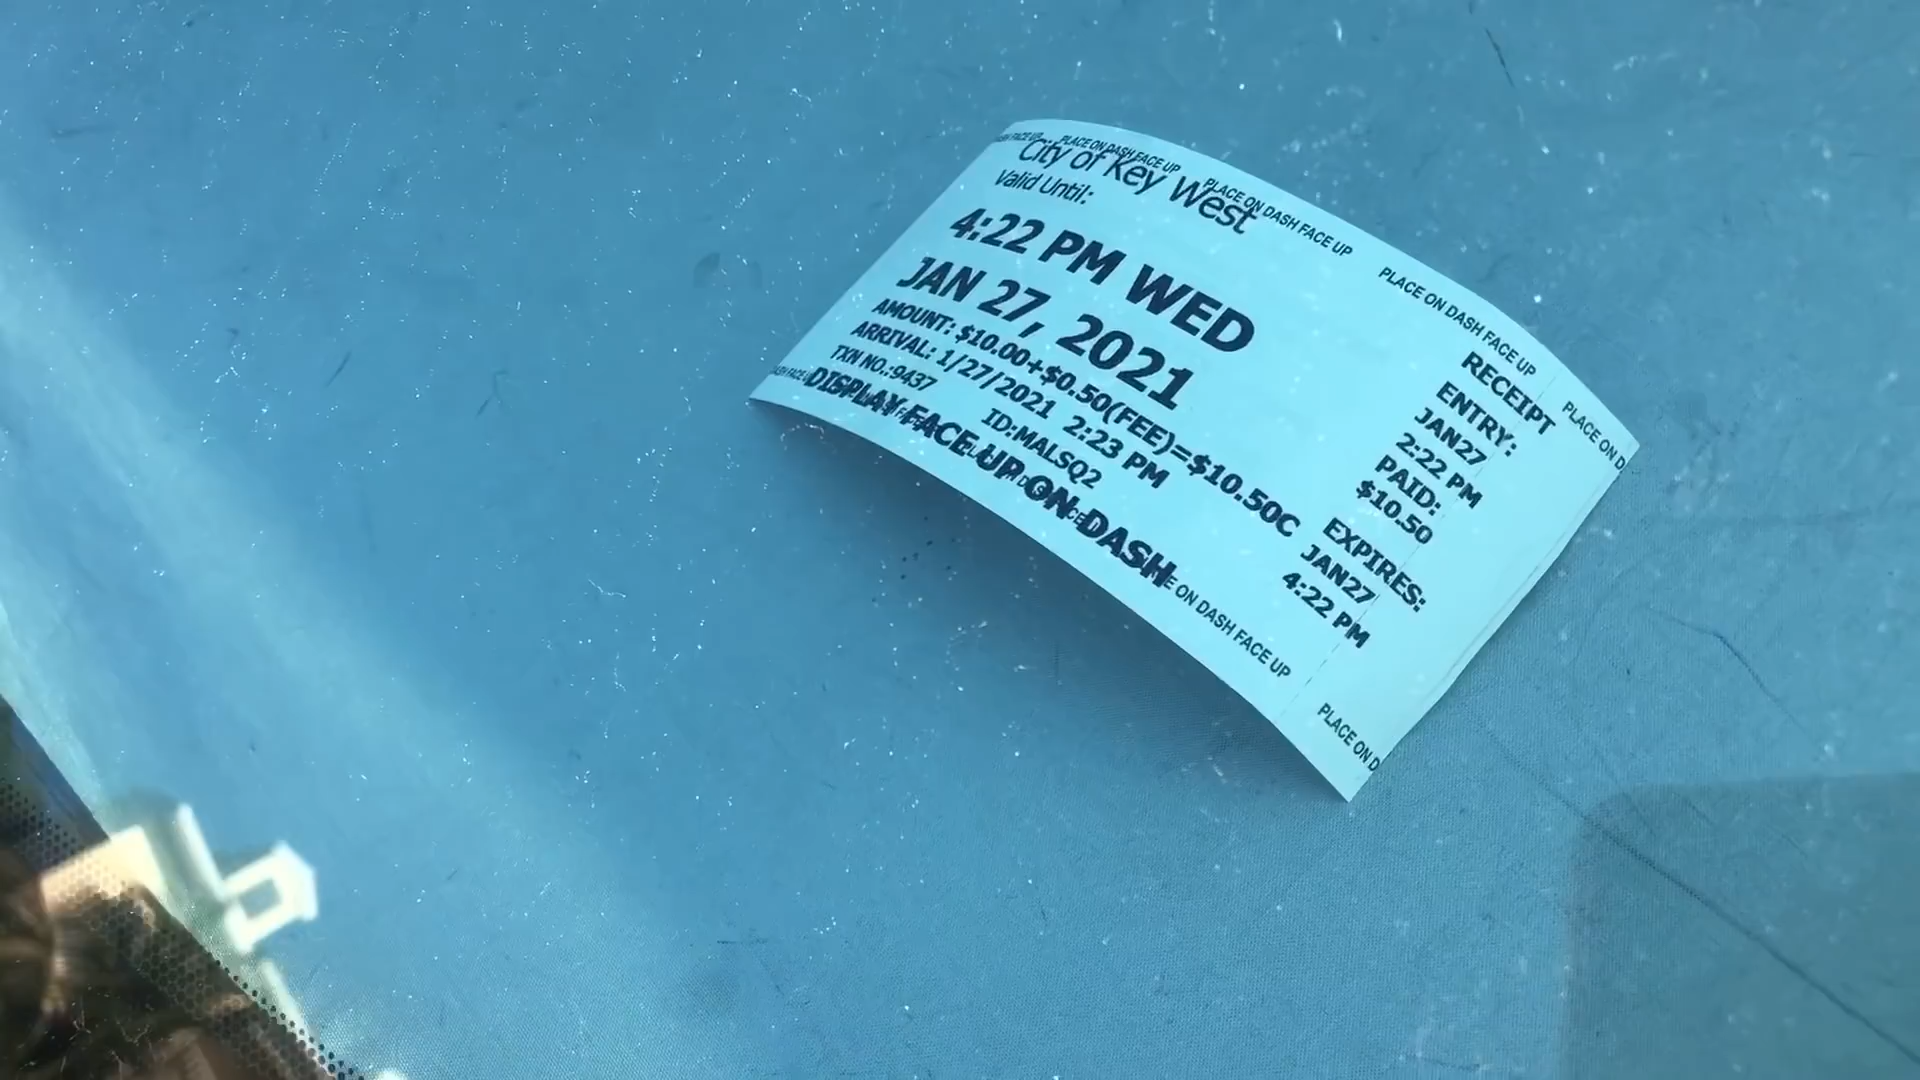 PLACE ON DASH FACE UP PLACE ON DASH FACE UP PLACE ON DASH FACE UP PLACE ON D
City of Key West
Valid Until:
4:22 PM WED
JAN 27, 2021
AMOUNT: $10.00+$0.50(FEE)=$10.50C
ARRIVAL: 1/27/2021 2:23 PM
TXN NO.:9437 ID:MALSQ2
DISPLAY FACE UP ON DASH
E ON DASH FACE UP PLACE ON D
RECEIPT
ENTRY:
JAN27
2:22 PM
PAID:
$10.50
EXPIRES:
JAN27
4:22 PM